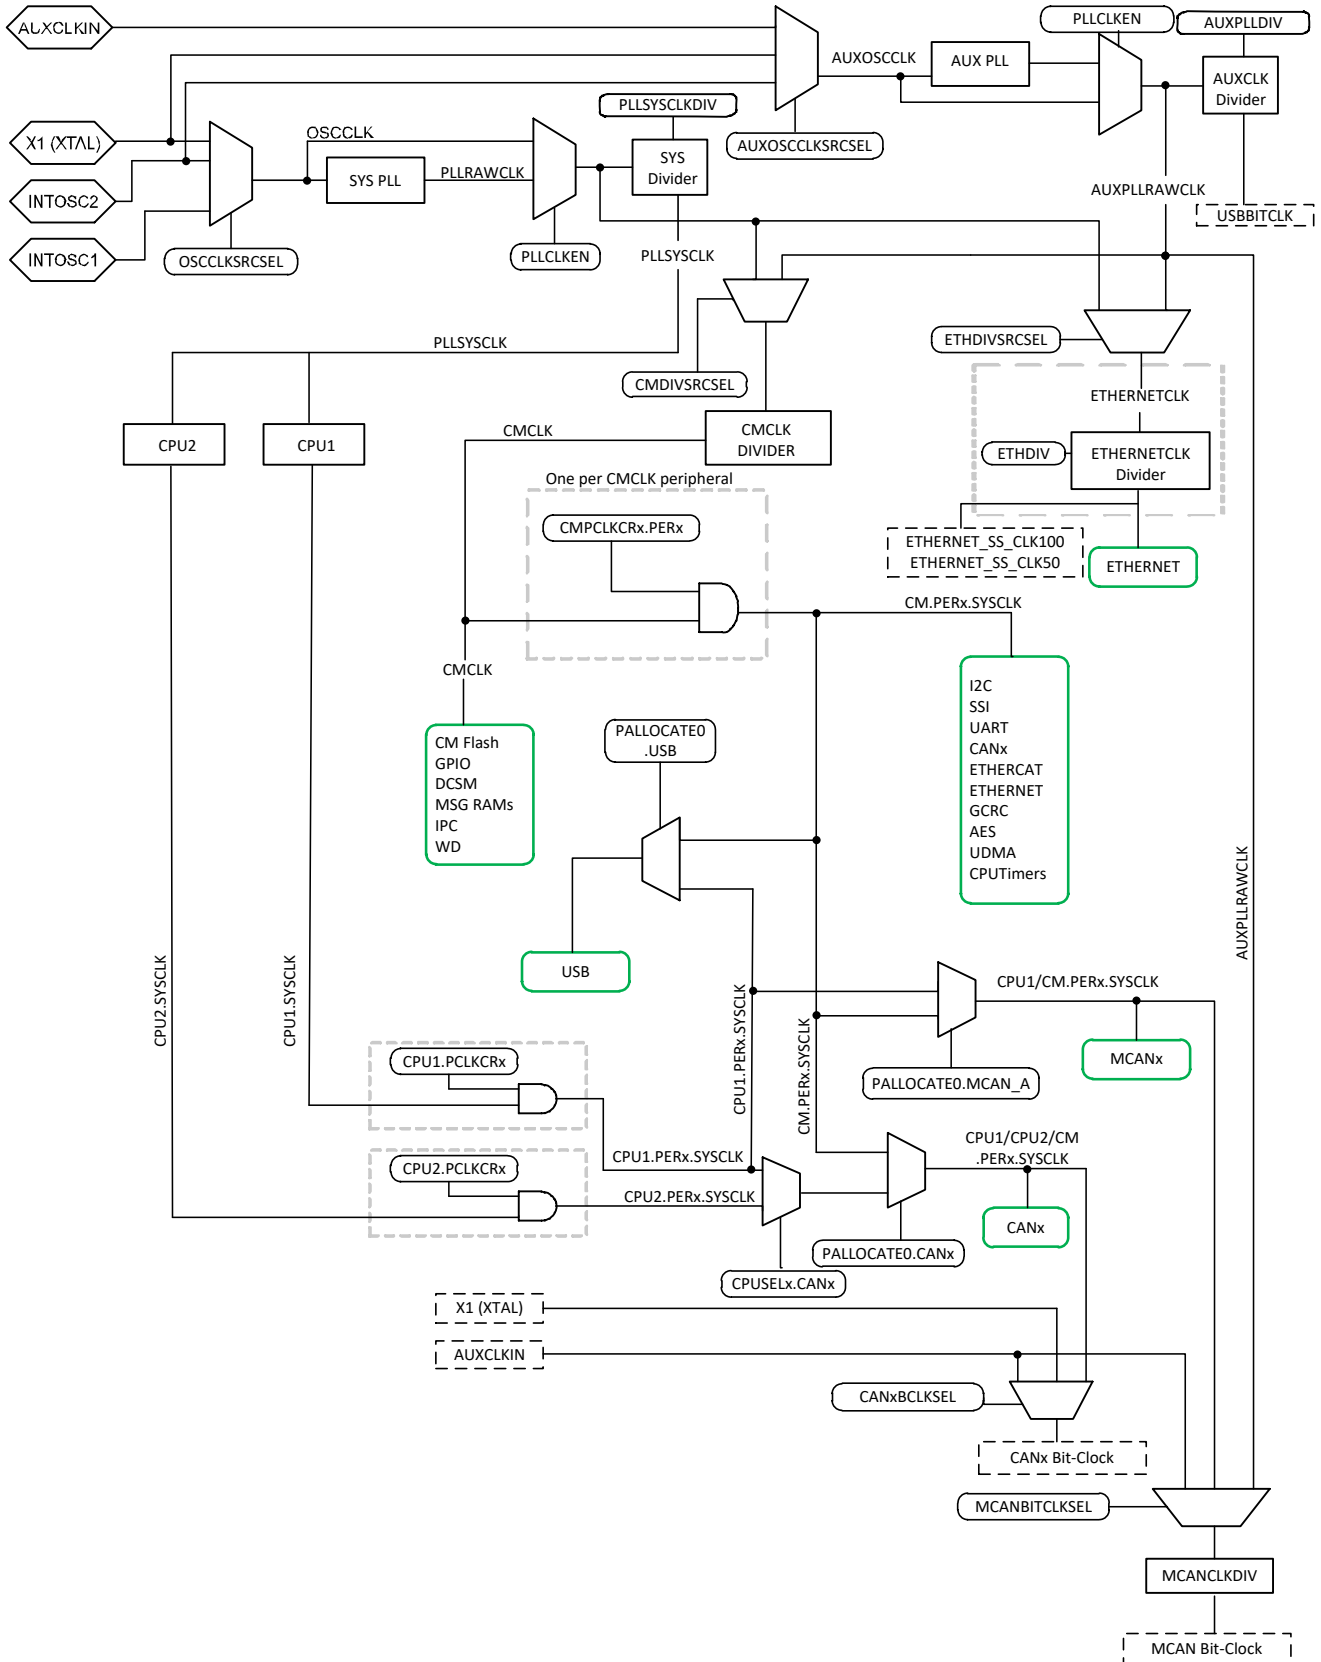 AUXCLKIN
PLLCLKEN
AUXPLLDIV
AUXOSCCLK
AUX PLL
AUXCLK
Divider
PLLSYSCLKDIV
X1 (XTAL)
OSCCLK
AUXOSCCLKSRCSEL
SYS
Divider
SYS PLL
PLLRAWCLK
AUXPLLRAWCLK
INTOSC2
USBBITCLK
INTOSC1
OSCCLKSRCSEL
PLLCLKEN
PLLSYSCLK
PLLSYSCLK
ETHDIVSRCSEL
CMDIVSRCSEL
ETHERNETCLK
CPU2
CPU1
CMCLK
CMCLK
DIVIDER
ETHDIV
ETHERNETCLK
Divider
One per CMCLK peripheral
CMPCLKCRx.PERx
ETHERNET_SS_CLK100
ETHERNET_SS_CLK50
ETHERNET
CM.PERx.SYSCLK
CMCLK
I2C
SSI
UART
CANx
ETHERCAT
ETHERNET
GCRC
AES
UDMA
CPUTimers
PALLOCATE0
.USB
CM Flash
GPIO
DCSM
MSG RAMs
IPC
WD
AUXPLLRAWCLK
USB
CPU2.SYSCLK
CPU1.SYSCLK
CPU1.PERx.SYSCLK
CM.PERx.SYSCLK
CPU1/CM.PERx.SYSCLK
CPU1.PCLKCRx
MCANx
PALLOCATE0.MCAN_A
CPU2.PCLKCRx
CPU1.PERx.SYSCLK
CPU2.PERx.SYSCLK
CPU1/CPU2/CM
.PERx.SYSCLK
CANx
PALLOCATE0.CANx
CPUSELx.CANx
X1 (XTAL)
AUXCLKIN
CANxBCLKSEL
CANx Bit-Clock
MCANBITCLKSEL
MCANCLKDIV
MCAN Bit-Clock